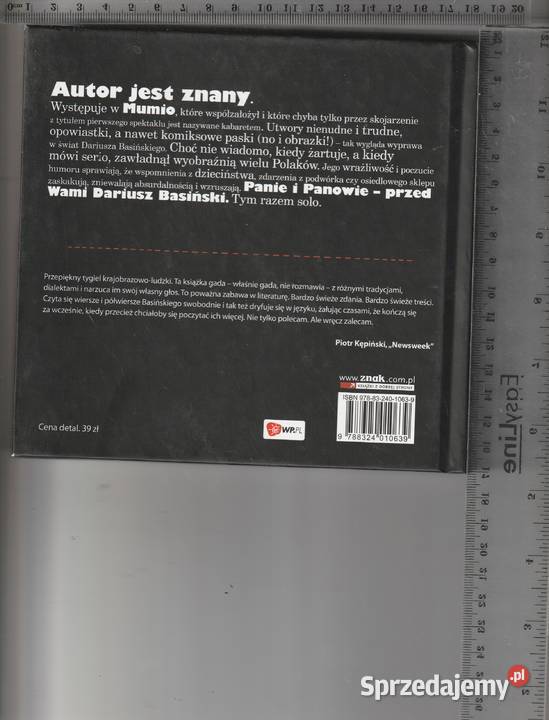 Autor jest znany.
Występuje w Mumio, które współzałożył i które chyba tylko przez skojarzenie
z tytułem pierwszego spektaklu jest nazywane kabaretem. Utwory nienudne i trudne,
opowiastki, a nawet komiksowe paski (no i obrazki!) – tak wygląda wyprawa
w świat Dariusza Basińskiego. Choć nie wiadomo, kiedy żartuje, a kiedy
mówi serio, zawładnął wyobraźnią wielu Polaków. Jego wrażliwość i poczucie
humoru sprawiają, że wspomnienia z dzieciństwa, zdarzenia z podwórka czy osiedlowego sklepu
zaskakują, zniewalają absurdalnością i wzruszają. Panie i Panowie – przed
Wami Dariusz Basiński. Tym razem solo.
Przepiękny tygiel krajobrazowo-ludzki. Ta książka gada – właśnie gada, nie rozmawia – z różnymi tradycjami,
dialektami i narzuca im swój własny głos. To poważna zabawa w literaturę. Bardzo świeże zdania. Bardzo świeże treści.
Czyta się wiersze i półwiersze Basińskiego swobodnie i tak też dryfuje się w języku, żałując czasami, że kończą się
za wcześnie, kiedy przecież chciałoby się poczytać ich więcej. Nie tylko polecam. Ale wręcz zalecam.
Piotr Kępiński, „Newsweek"
www.znak.com.pl
KSIĄŻKI Z DOBREJ STRONY
ISBN 978-83-240-1063-9
9 788324 010639
WP.PL
Cena detal. 39 zł
EasyLine
Sprzedajemy.pl